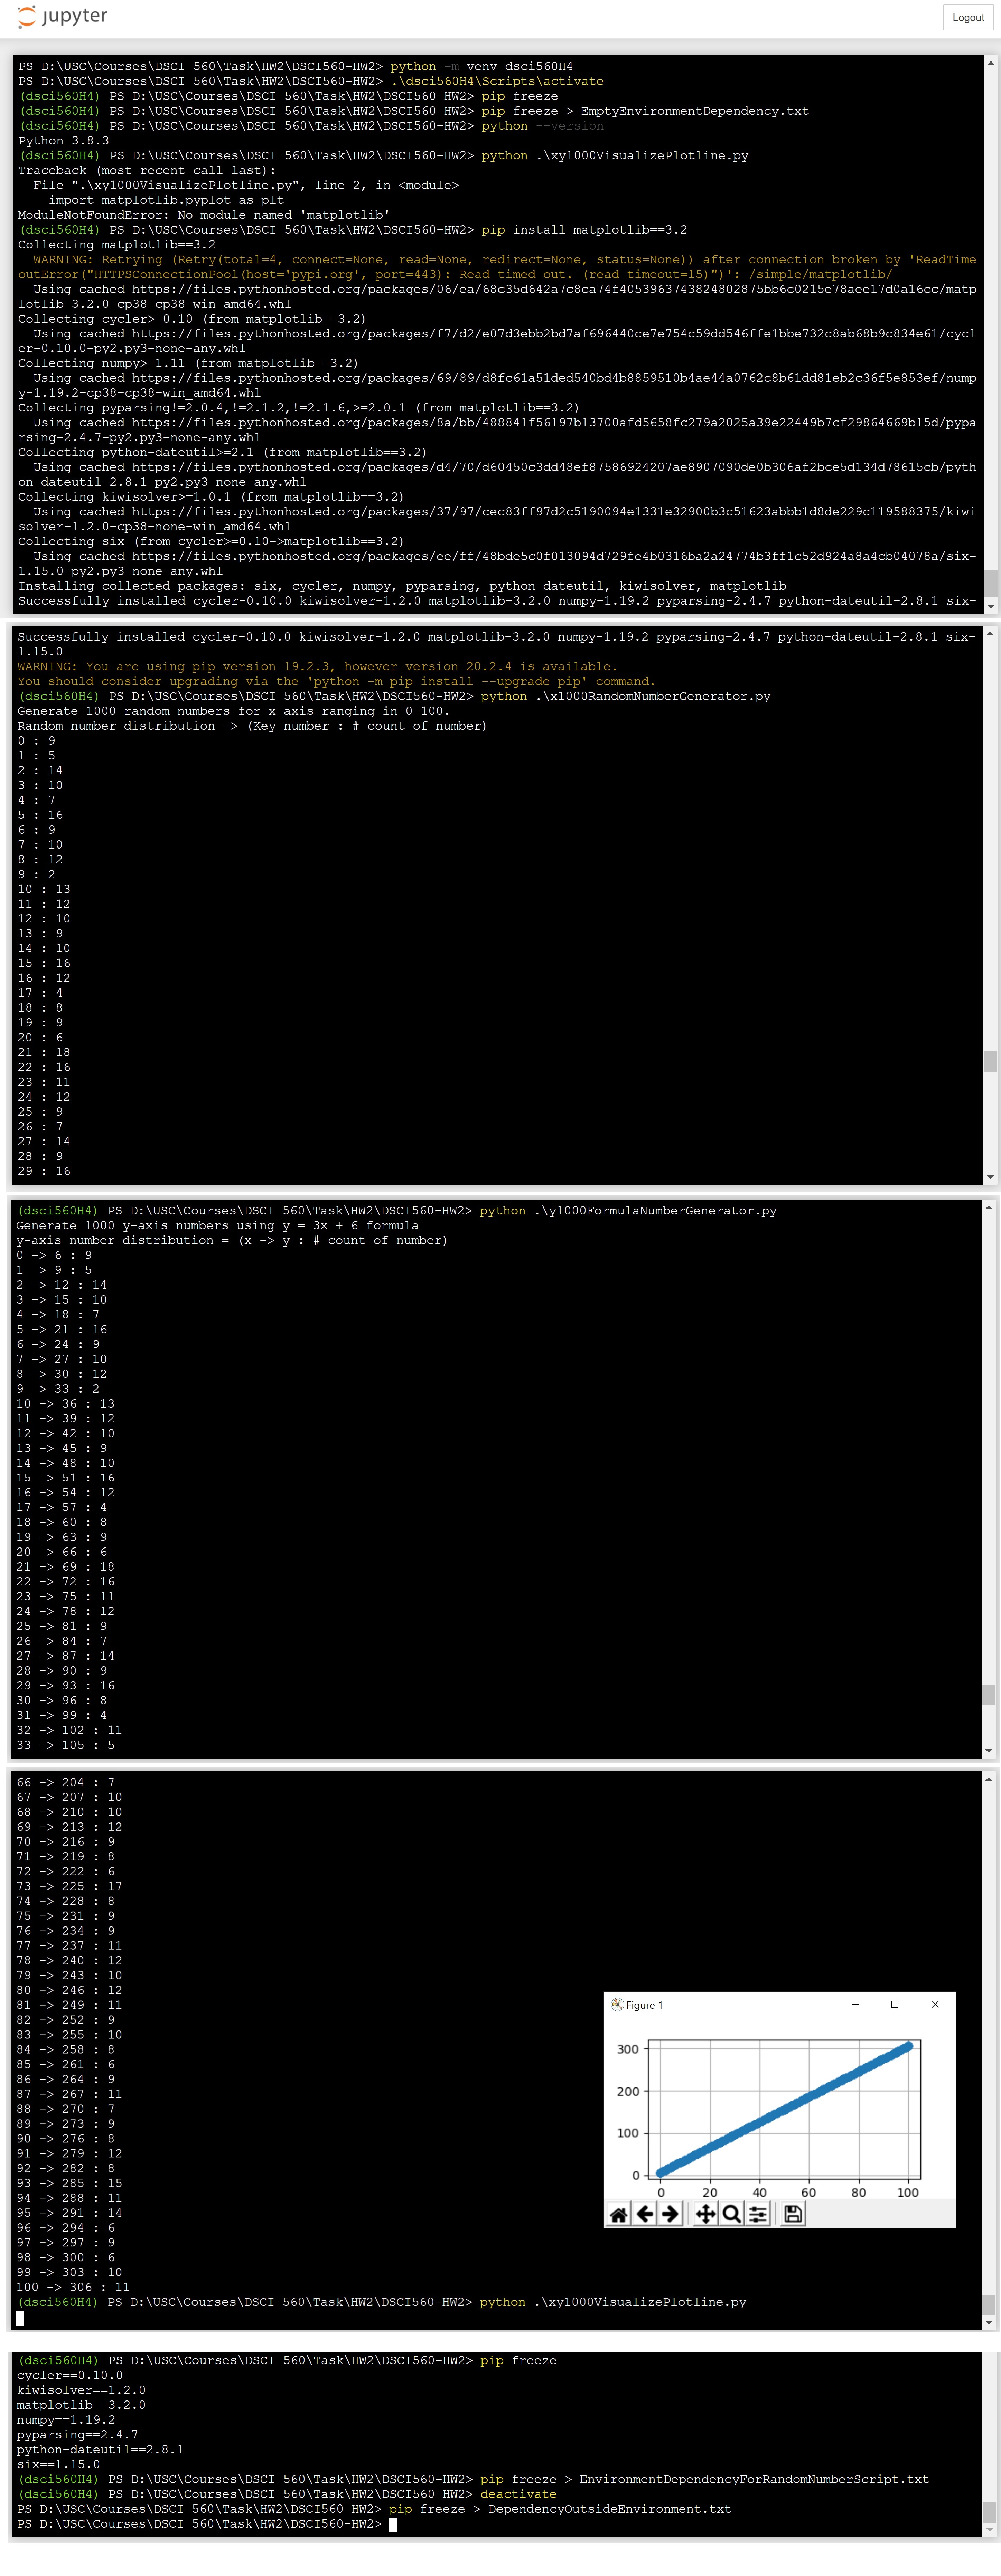 jupyter
Logout
PS D:\USC\Courses\DSCI 560\Task\HW2\DSCI560-HW2> python -m venv dsci560H4
PS D:\USC\Courses\DSCI 560\Task\HW2\DSCI560-HW2> .\dsci560H4\Scripts\activate
(dsci560H4) PS D:\USC\Courses\DSCI 560\Task\HW2\DSCI560-HW2> pip freeze
(dsci560H4) PS D:\USC\Courses\DSCI 560\Task\HW2\DSCI560-HW2> pip freeze > EmptyEnvironmentDependency.txt
(dsci560H4) PS D:\USC\Courses\DSCI 560\Task\HW2\DSCI560-HW2> python --version
Python 3.8.3
(dsci560H4) PS D:\USC\Courses\DSCI 560\Task\HW2\DSCI560-HW2> python .\xy1000VisualizePlotline.py
Traceback (most recent call last):
  File ".\xy1000VisualizePlotline.py", line 2, in <module>
    import matplotlib.pyplot as plt
ModuleNotFoundError: No module named 'matplotlib'
(dsci560H4) PS D:\USC\Courses\DSCI 560\Task\HW2\DSCI560-HW2> pip install matplotlib==3.2
Collecting matplotlib==3.2
  WARNING: Retrying (Retry(total=4, connect=None, read=None, redirect=None, status=None)) after connection broken by 'ReadTime
outError("HTTPSConnectionPool(host='pypi.org', port=443): Read timed out. (read timeout=15)")': /simple/matplotlib/
  Using cached https://files.pythonhosted.org/packages/06/ea/68c35d642a7c8ca74f4053963743824802875bb6c0215e78aee17d0a16cc/matp
lotlib-3.2.0-cp38-cp38-win_amd64.whl
Collecting cycler>=0.10 (from matplotlib==3.2)
  Using cached https://files.pythonhosted.org/packages/f7/d2/e07d3ebb2bd7af696440ce7e754c59dd546ffe1bbe732c8ab68b9c834e61/cycl
er-0.10.0-py2.py3-none-any.whl
Collecting numpy>=1.11 (from matplotlib==3.2)
  Using cached https://files.pythonhosted.org/packages/69/89/d8fc61a51ded540bd4b8859510b4ae44a0762c8b61dd81eb2c36f5e853ef/nump
y-1.19.2-cp38-cp38-win_amd64.whl
Collecting pyparsing!=2.0.4,!=2.1.2,!=2.1.6,>=2.0.1 (from matplotlib==3.2)
  Using cached https://files.pythonhosted.org/packages/8a/bb/488841f56197b13700afd5658fc279a2025a39e22449b7cf29864669b15d/pypa
rsing-2.4.7-py2.py3-none-any.whl
Collecting python-dateutil>=2.1 (from matplotlib==3.2)
  Using cached https://files.pythonhosted.org/packages/d4/70/d60450c3dd48ef87586924207ae8907090de0b306af2bce5d134d78615cb/pyth
on_dateutil-2.8.1-py2.py3-none-any.whl
Collecting kiwisolver>=1.0.1 (from matplotlib==3.2)
  Using cached https://files.pythonhosted.org/packages/37/97/cec83ff97d2c5190094e1331e32900b3c51623abbb1d8de229c119588375/kiwi
solver-1.2.0-cp38-none-win_amd64.whl
Collecting six (from cycler>=0.10->matplotlib==3.2)
  Using cached https://files.pythonhosted.org/packages/ee/ff/48bde5c0f013094d729fe4b0316ba2a24774b3ff1c52d924a8a4cb04078a/six-
1.15.0-py2.py3-none-any.whl
Installing collected packages: six, cycler, numpy, pyparsing, python-dateutil, kiwisolver, matplotlib
Successfully installed cycler-0.10.0 kiwisolver-1.2.0 matplotlib-3.2.0 numpy-1.19.2 pyparsing-2.4.7 python-dateutil-2.8.1 six-
Successfully installed cycler-0.10.0 kiwisolver-1.2.0 matplotlib-3.2.0 numpy-1.19.2 pyparsing-2.4.7 python-dateutil-2.8.1 six-
1.15.0
WARNING: You are using pip version 19.2.3, however version 20.2.4 is available.
You should consider upgrading via the 'python -m pip install --upgrade pip' command.
(dsci560H4) PS D:\USC\Courses\DSCI 560\Task\HW2\DSCI560-HW2> python .\x1000RandomNumberGenerator.py
Generate 1000 random numbers for x-axis ranging in 0-100.
Random number distribution -> (Key number : # count of number)
0 : 9
1 : 5
2 : 14
3 : 10
4 : 7
5 : 16
6 : 9
7 : 10
8 : 12
9 : 2
10 : 13
11 : 12
12 : 10
13 : 9
14 : 10
15 : 16
16 : 12
17 : 4
18 : 8
19 : 9
20 : 6
21 : 18
22 : 16
23 : 11
24 : 12
25 : 9
26 : 7
27 : 14
28 : 9
29 : 16
(dsci560H4) PS D:\USC\Courses\DSCI 560\Task\HW2\DSCI560-HW2> python .\y1000FormulaNumberGenerator.py
Generate 1000 y-axis numbers using y = 3x + 6 formula
y-axis number distribution = (x -> y : # count of number)
0 -> 6 : 9
1 -> 9 : 5
2 -> 12 : 14
3 -> 15 : 10
4 -> 18 : 7
5 -> 21 : 16
6 -> 24 : 9
7 -> 27 : 10
8 -> 30 : 12
9 -> 33 : 2
10 -> 36 : 13
11 -> 39 : 12
12 -> 42 : 10
13 -> 45 : 9
14 -> 48 : 10
15 -> 51 : 16
16 -> 54 : 12
17 -> 57 : 4
18 -> 60 : 8
19 -> 63 : 9
20 -> 66 : 6
21 -> 69 : 18
22 -> 72 : 16
23 -> 75 : 11
24 -> 78 : 12
25 -> 81 : 9
26 -> 84 : 7
27 -> 87 : 14
28 -> 90 : 9
29 -> 93 : 16
30 -> 96 : 8
31 -> 99 : 4
32 -> 102 : 11
33 -> 105 : 5
66 -> 204 : 7
67 -> 207 : 10
68 -> 210 : 10
69 -> 213 : 12
70 -> 216 : 9
71 -> 219 : 8
72 -> 222 : 6
73 -> 225 : 17
74 -> 228 : 8
75 -> 231 : 9
76 -> 234 : 9
77 -> 237 : 11
78 -> 240 : 12
79 -> 243 : 10
80 -> 246 : 12
81 -> 249 : 11
82 -> 252 : 9
83 -> 255 : 10
84 -> 258 : 8
85 -> 261 : 6
86 -> 264 : 9
87 -> 267 : 11
88 -> 270 : 7
89 -> 273 : 9
90 -> 276 : 8
91 -> 279 : 12
92 -> 282 : 8
93 -> 285 : 15
94 -> 288 : 11
95 -> 291 : 14
96 -> 294 : 6
97 -> 297 : 9
98 -> 300 : 6
99 -> 303 : 10
100 -> 306 : 11
(dsci560H4) PS D:\USC\Courses\DSCI 560\Task\HW2\DSCI560-HW2> python .\xy1000VisualizePlotline.py
Figure 1
300
200
100
0
0 20 40 60 80 100
(dsci560H4) PS D:\USC\Courses\DSCI 560\Task\HW2\DSCI560-HW2> pip freeze
cycler==0.10.0
kiwisolver==1.2.0
matplotlib==3.2.0
numpy==1.19.2
pyparsing==2.4.7
python-dateutil==2.8.1
six==1.15.0
(dsci560H4) PS D:\USC\Courses\DSCI 560\Task\HW2\DSCI560-HW2> pip freeze > EnvironmentDependencyForRandomNumberScript.txt
(dsci560H4) PS D:\USC\Courses\DSCI 560\Task\HW2\DSCI560-HW2> deactivate
PS D:\USC\Courses\DSCI 560\Task\HW2\DSCI560-HW2> pip freeze > DependencyOutsideEnvironment.txt
PS D:\USC\Courses\DSCI 560\Task\HW2\DSCI560-HW2>